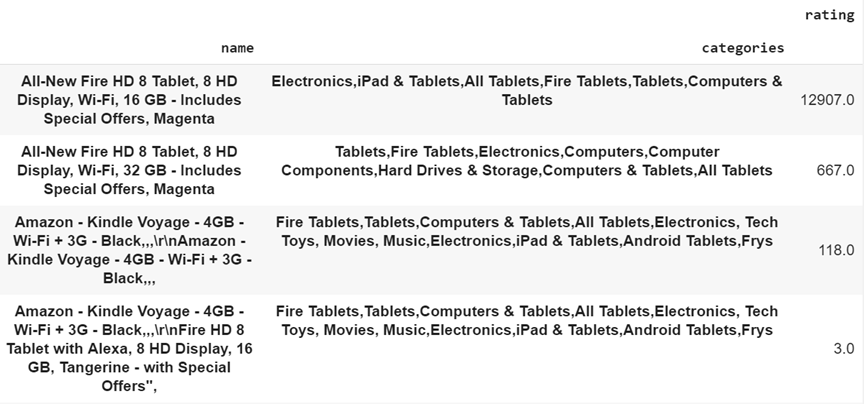 rating
name categories
All-New Fire HD 8 Tablet, 8 HD
Display, Wi-Fi, 16 GB - Includes
Special Offers, Magenta
Electronics,iPad & Tablets,All Tablets,Fire Tablets,Tablets,Computers &
Tablets
12907.0
All-New Fire HD 8 Tablet, 8 HD
Display, Wi-Fi, 32 GB - Includes
Special Offers, Magenta
Tablets,Fire Tablets,Electronics,Computers,Computer
Components,Hard Drives & Storage,Computers & Tablets,All Tablets
667.0
Amazon - Kindle Voyage - 4GB -
Wi-Fi + 3G - Black,,,\r\nAmazon -
Kindle Voyage - 4GB - Wi-Fi + 3G -
Black,,,
Fire Tablets,Tablets,Computers & Tablets,All Tablets,Electronics, Tech
Toys, Movies, Music,Electronics,iPad & Tablets,Android Tablets,Frys
118.0
Amazon - Kindle Voyage - 4GB -
Wi-Fi + 3G - Black,,,\r\nFire HD 8
Tablet with Alexa, 8 HD Display, 16
GB, Tangerine - with Special
Offers",
Fire Tablets,Tablets,Computers & Tablets,All Tablets,Electronics, Tech
Toys, Movies, Music,Electronics,iPad & Tablets,Android Tablets,Frys
3.0